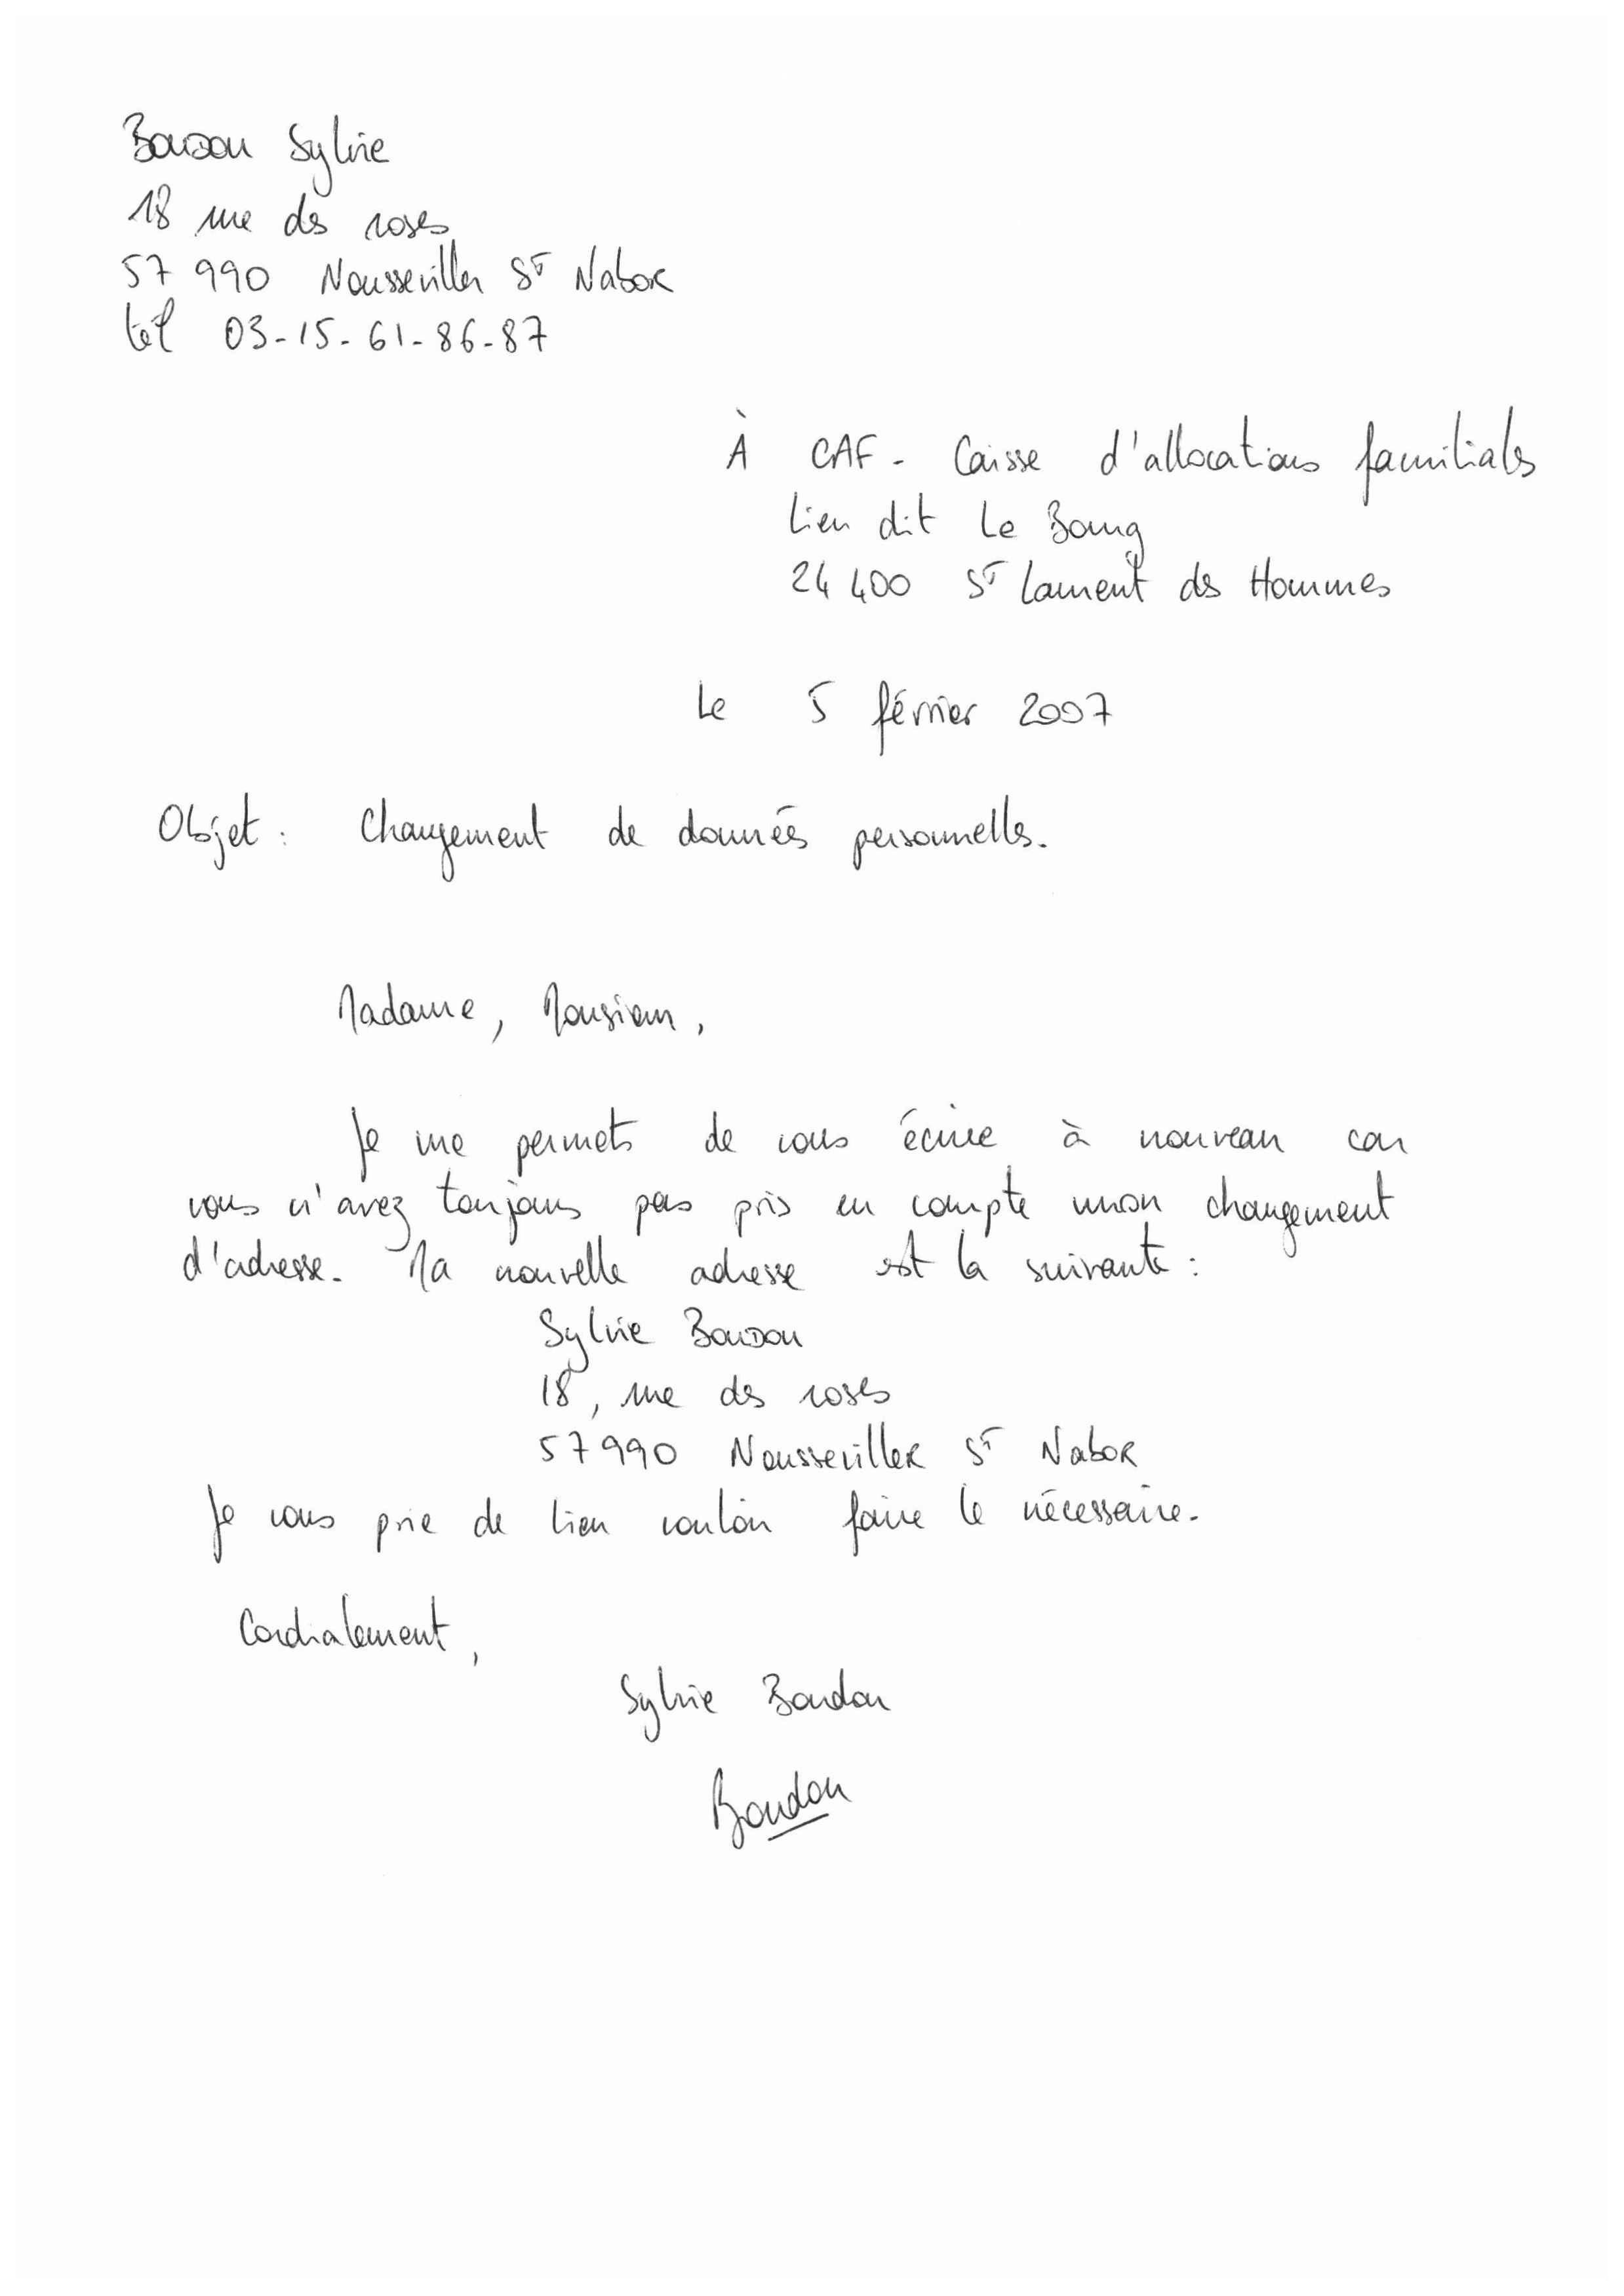 Boudou Sylvie
18 rue des roses
57 990 Nousseviller St Nabor
tél 03-15-61-86-87
À CAF - Caisse d'allocations familiales
Lieu dit Le Bourg
24 400 St Laurent des Hommes
Le 5 février 2007
Objet : Changement de données personnelles.
Madame, Monsieur,
Je me permets de vous écrire à nouveau car
vous n'avez toujours pas pris en compte mon changement
d'adresse. Ma nouvelle adresse est la suivante :
Sylvie Boudou
18, rue des roses
57990 Nousseviller St Nabor
Je vous prie de bien vouloir faire le nécessaire.
Cordialement,
Sylvie Boudou
Boudou